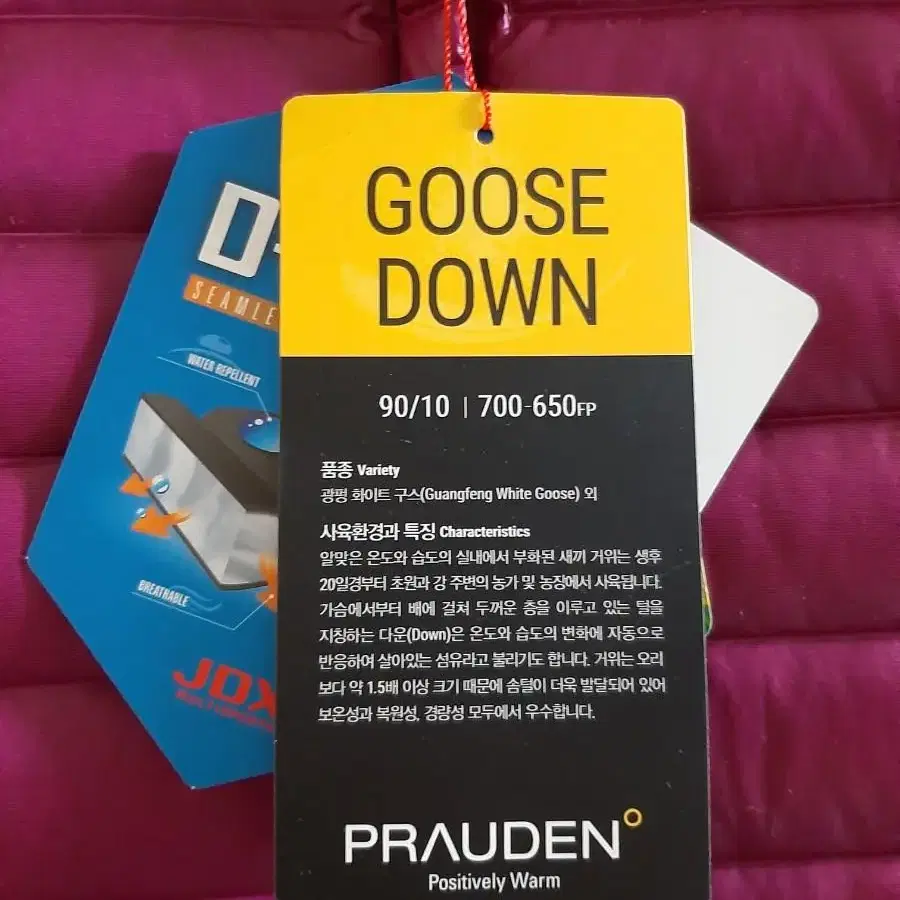 GOOSE
DOWN
90/10 | 700-650FP
품종 Variety
광펑 화이트 구스(Guangfeng White Goose) 외
사육환경과 특징 Characteristics
알맞은 온도와 습도의 실내에서 부화된 새끼 거위는 생후
20일경부터 초원과 강 주변의 농가 및 농장에서 사육됩니다.
가슴에서부터 배에 걸쳐 두꺼운 층을 이루고 있는 털을
지칭하는 다운(Down)은 온도와 습도의 변화에 자동으로
반응하여 살아있는 섬유라고 불리기도 합니다. 거위는 오리
보다 약 1.5배 이상 크기 때문에 솜털이 더욱 발달되어 있어
보온성과 복원성, 경량성 모두에서 우수합니다.
PRAUDEN
Positively Warm
D-
SEAMLE
WATER REPELLENT
BREATHABLE
JDX